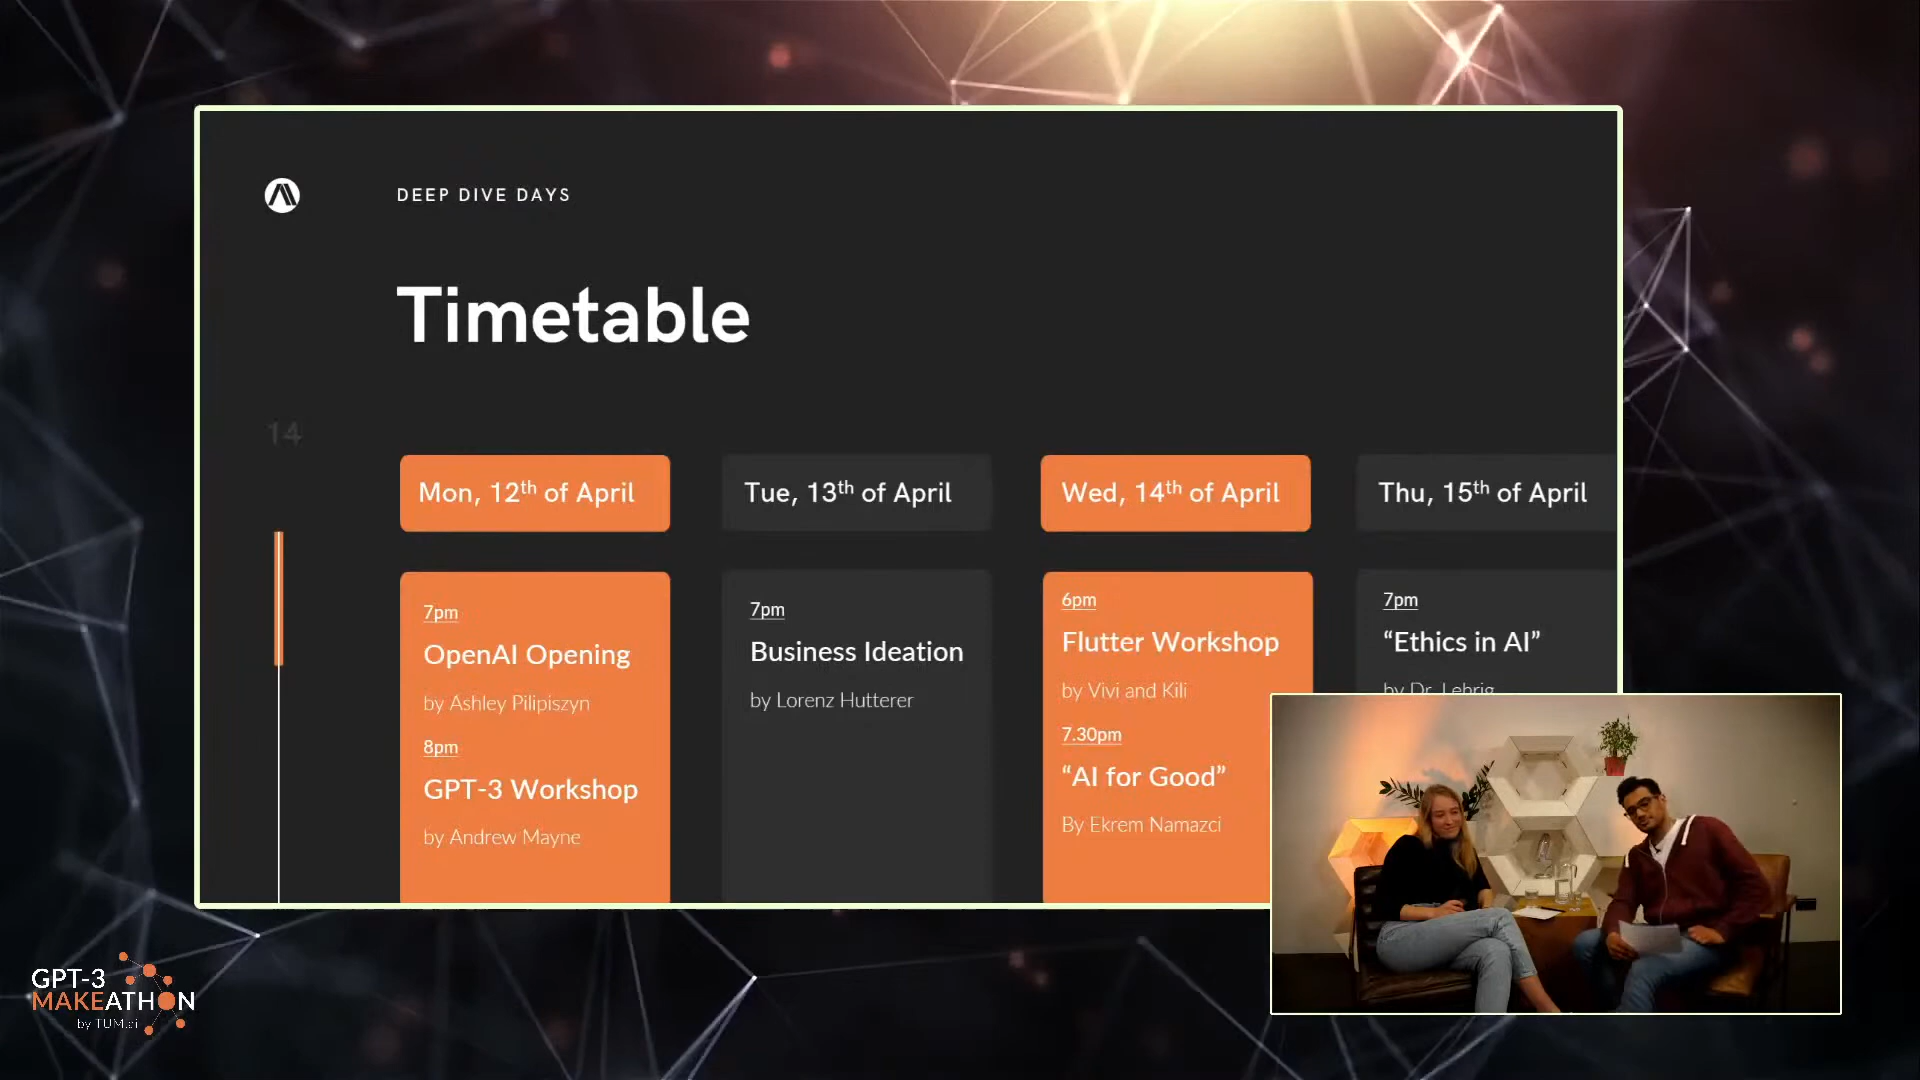 DEEP DIVE DAYS
Timetable
14
Mon, 12th of April
Tue, 13th of April
Wed, 14th of April
Thu, 15th of April
7pm
OpenAI Opening
by Ashley Pilipiszyn
8pm
GPT-3 Workshop
by Andrew Mayne
7pm
Business Ideation
by Lorenz Hutterer
6pm
Flutter Workshop
by Vivi and Kili
7.30pm
“AI for Good”
By Ekrem Namazci
7pm
“Ethics in AI”
by Dr. Lehrig
GPT-3
MAKEATHON
by TUM.ai